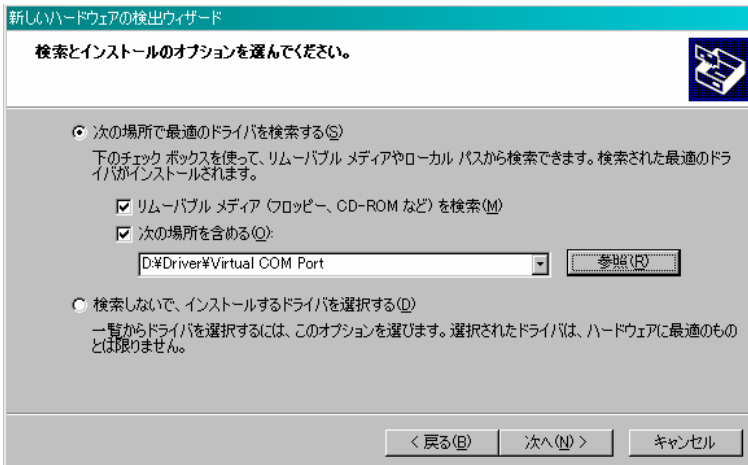 新しいハードウェアの検出ウィザード
検索とインストールのオプションを選んでください。
次の場所で最適のドライバを検索する(S)
下のチェック ボックスを使って、リムーバブル メディアやローカル パスから検索できます。検索された最適のドラ
イバがインストールされます。
リムーバブル メディア (フロッピー、CD-ROM など) を検索(M)
次の場所を含める(O):
D:¥Driver¥Virtual COM Port
参照(R)
検索しないで、インストールするドライバを選択する(D)
一覧からドライバを選択するには、このオプションを選びます。選択されたドライバは、ハードウェアに最適のもの
とは限りません。
< 戻る(B)
次へ(N) >
キャンセル